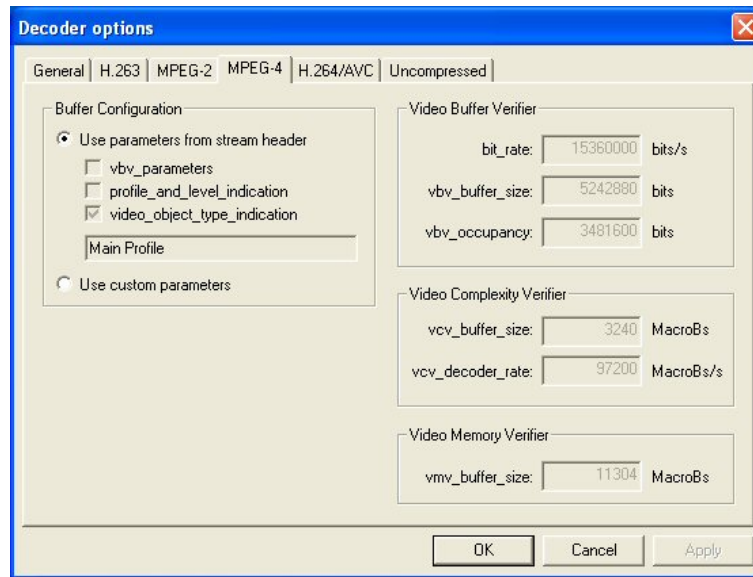 Decoder options
General
H.263
MPEG-2
MPEG-4
H.264/AVC
Uncompressed
Buffer Configuration
Use parameters from stream header
vbv_parameters
profile_and_level_indication
video_object_type_indication
Main Profile
Use custom parameters
Video Buffer Verifier
bit_rate: 15360000 bits/s
vbv_buffer_size: 5242880 bits
vbv_occupancy: 3481600 bits
Video Complexity Verifier
vcv_buffer_size: 3240 MacroBs
vcv_decoder_rate: 97200 MacroBs/s
Video Memory Verifier
vmv_buffer_size: 11304 MacroBs
OK
Cancel
Apply